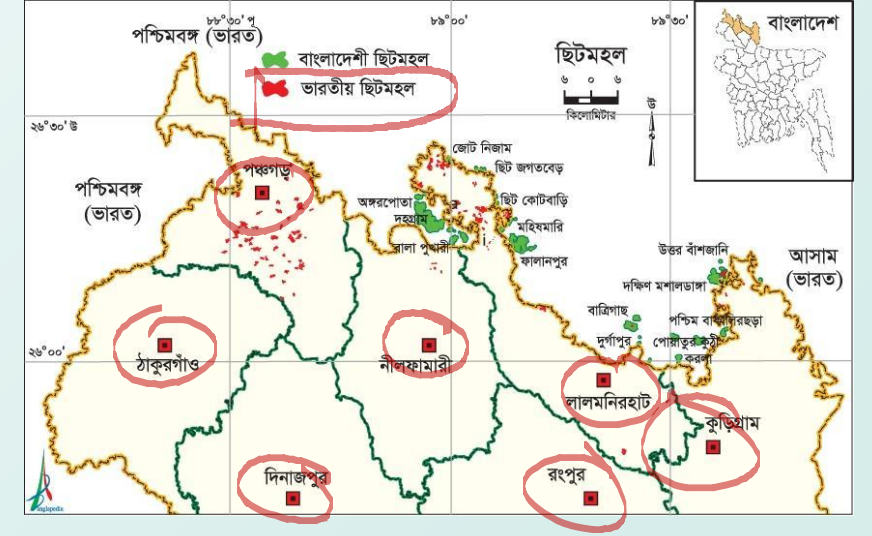 ৮৮°৩০' পূ
৮৯°০০'
৮৯°৩০'
পশ্চিমবঙ্গ (ভারত)
বাংলাদেশ
ছিটমহল
বাংলাদেশী ছিটমহল
ভারতীয় ছিটমহল
৬ ০ ৬
কিলোমিটার
উ
২৬°৩০' উ
জোট নিজাম
ছিট জগতবেড়
পঞ্চগড়
পশ্চিমবঙ্গ
(ভারত)
অঙ্গরপোতা
দহগ্রাম
ছিট কোটবাড়ি
মহিষমারি
বালা পুখারী
ফালানপুর
উত্তর বাঁশজানি
আসাম
(ভারত)
দক্ষিণ মশালডাঙ্গা
বাত্রিগাছ
পশ্চিম
দুর্গাপুর
পোয়াতুর কুঠী
করলা
২৬°০০'
ঠাকুরগাঁও
নীলফামারী
লালমনিরহাট
কুড়িগ্রাম
দিনাজপুর
রংপুর